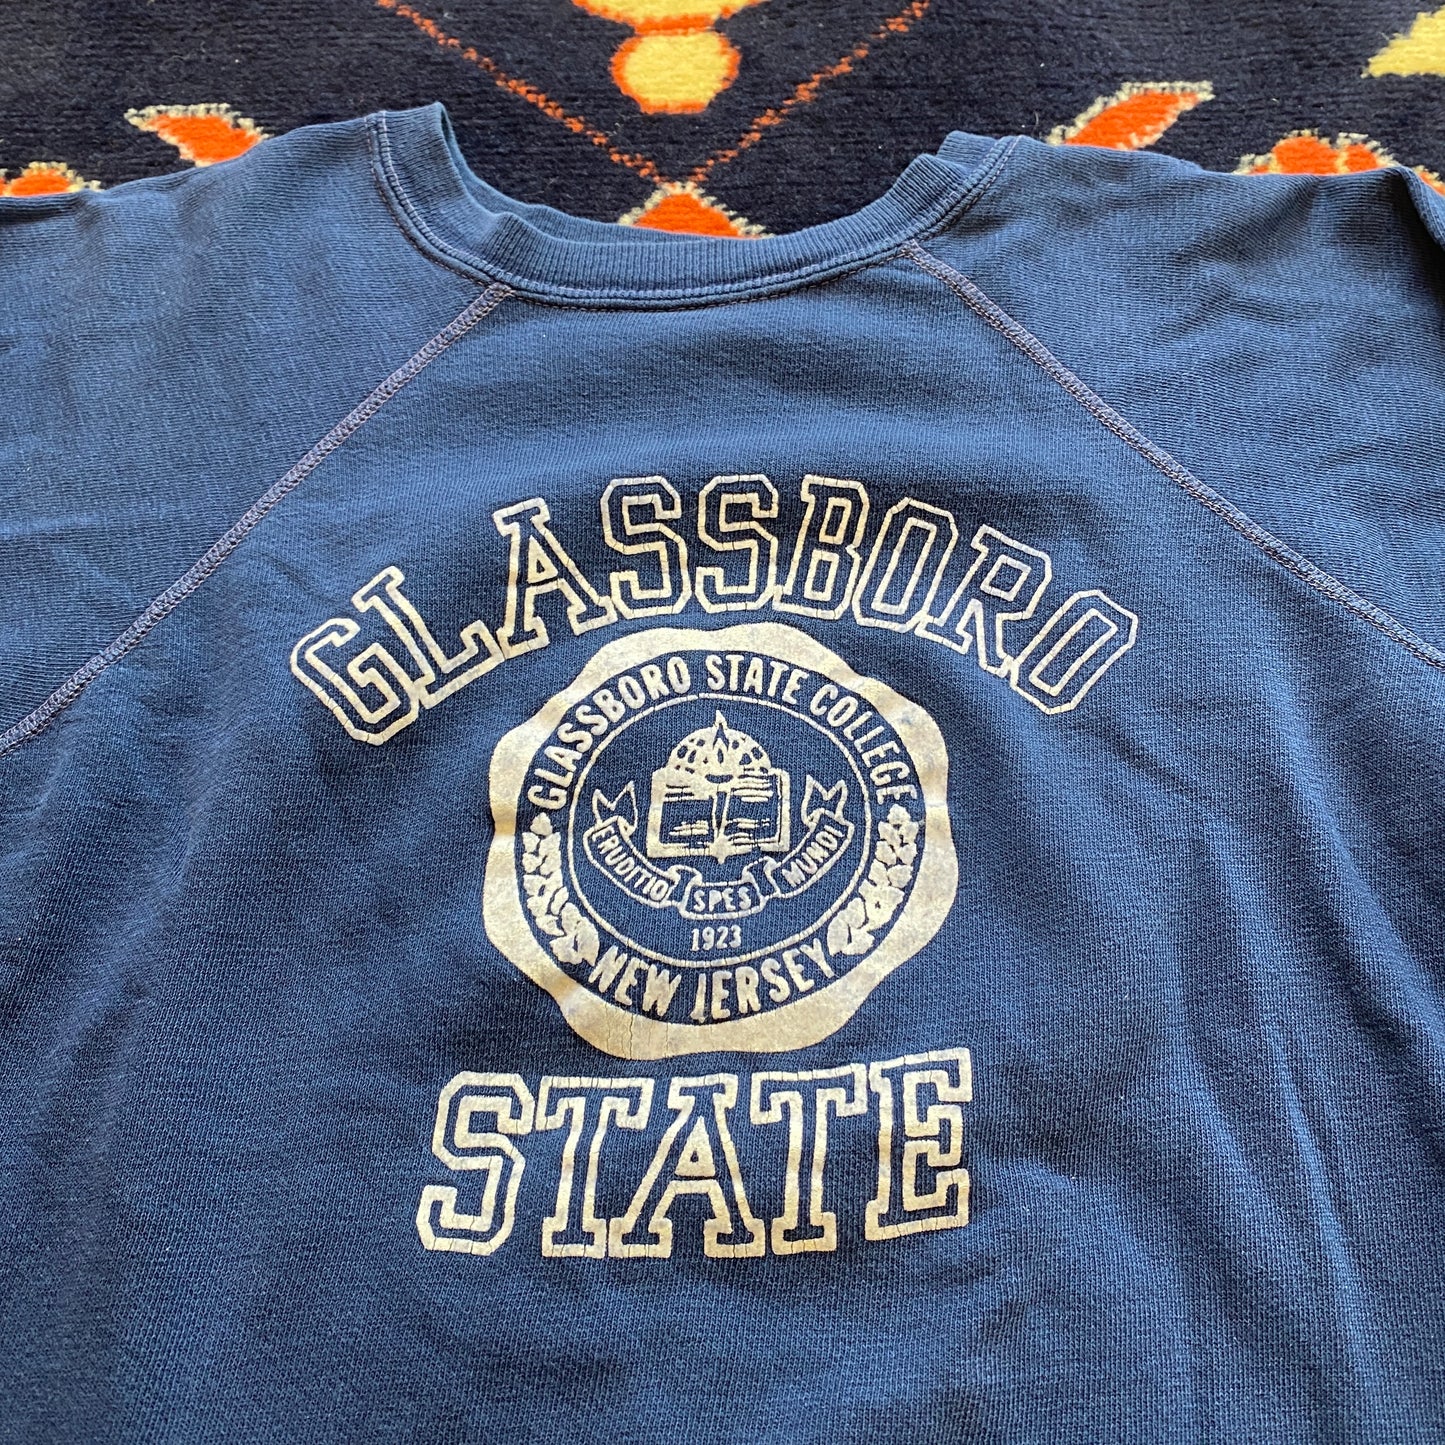 GLASSBORO
GLASSBORO STATE COLLEGE
ERUDITIO SPES MUNDI
1923
NEW JERSEY
STATE